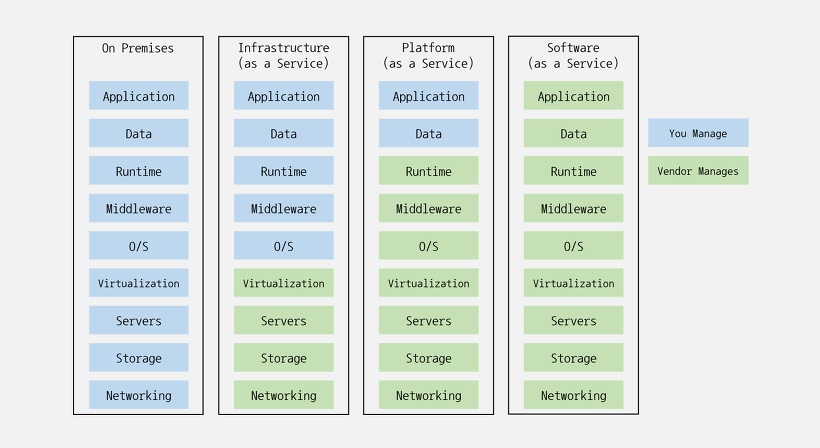 On Premises
Application
Data
Runtime
Middleware
O/S
Virtualization
Servers
Storage
Networking
Infrastructure
(as a Service)
Application
Data
Runtime
Middleware
O/S
Virtualization
Servers
Storage
Networking
Platform
(as a Service)
Application
Data
Runtime
Middleware
O/S
Virtualization
Servers
Storage
Networking
Software
(as a Service)
Application
Data
Runtime
Middleware
O/S
Virtualization
Servers
Storage
Networking
You Manage
Vendor Manages